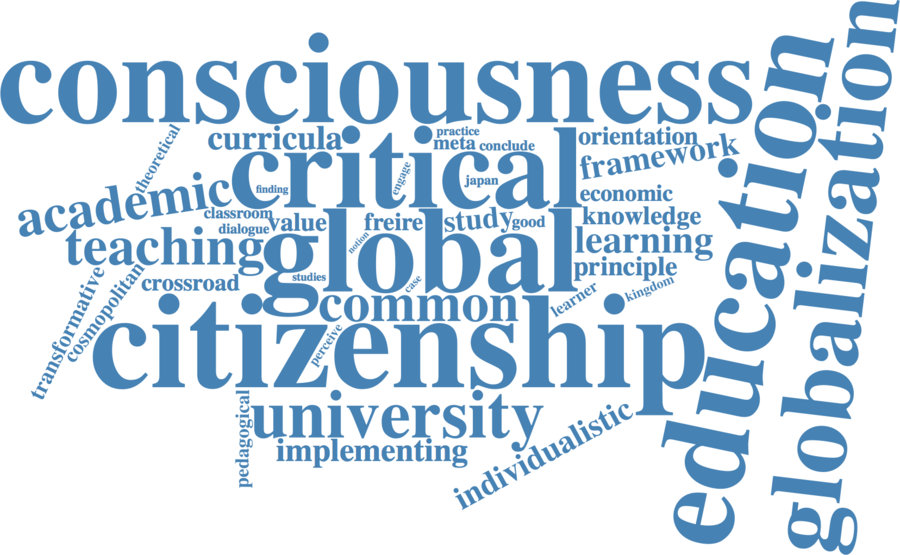 consciousness
education
globalization
theoretical
curricula
practice
meta
conclude
orientation
framework
critical
finding
engage
japan
academic
economic
classroom
dialogue
value
freire
study
good
knowledge
teaching
global
notion
learning
studies
case
principle
crossroad
transformative
cosmopolitan
common
learner
kingdom
citizenship
perceive
pedagogical
university
implementing
individualistic